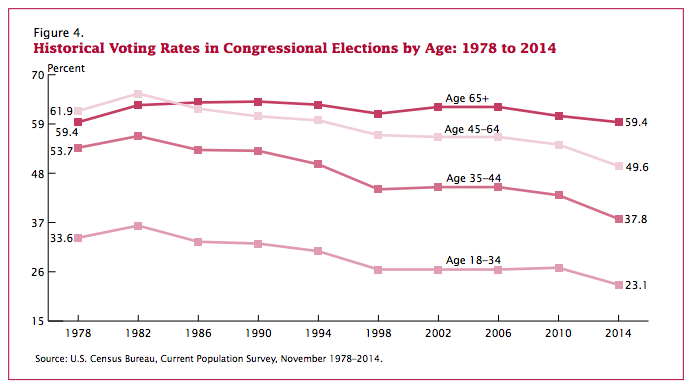 Figure 4.
Historical Voting Rates in Congressional Elections by Age: 1978 to 2014
Percent
70
59
48
37
26
15
61.9
59.4
53.7
33.6
Age 65+
Age 45–64
Age 35–44
Age 18–34
59.4
49.6
37.8
23.1
1978 1982 1986 1990 1994 1998 2002 2006 2010 2014
Source: U.S. Census Bureau, Current Population Survey, November 1978–2014.